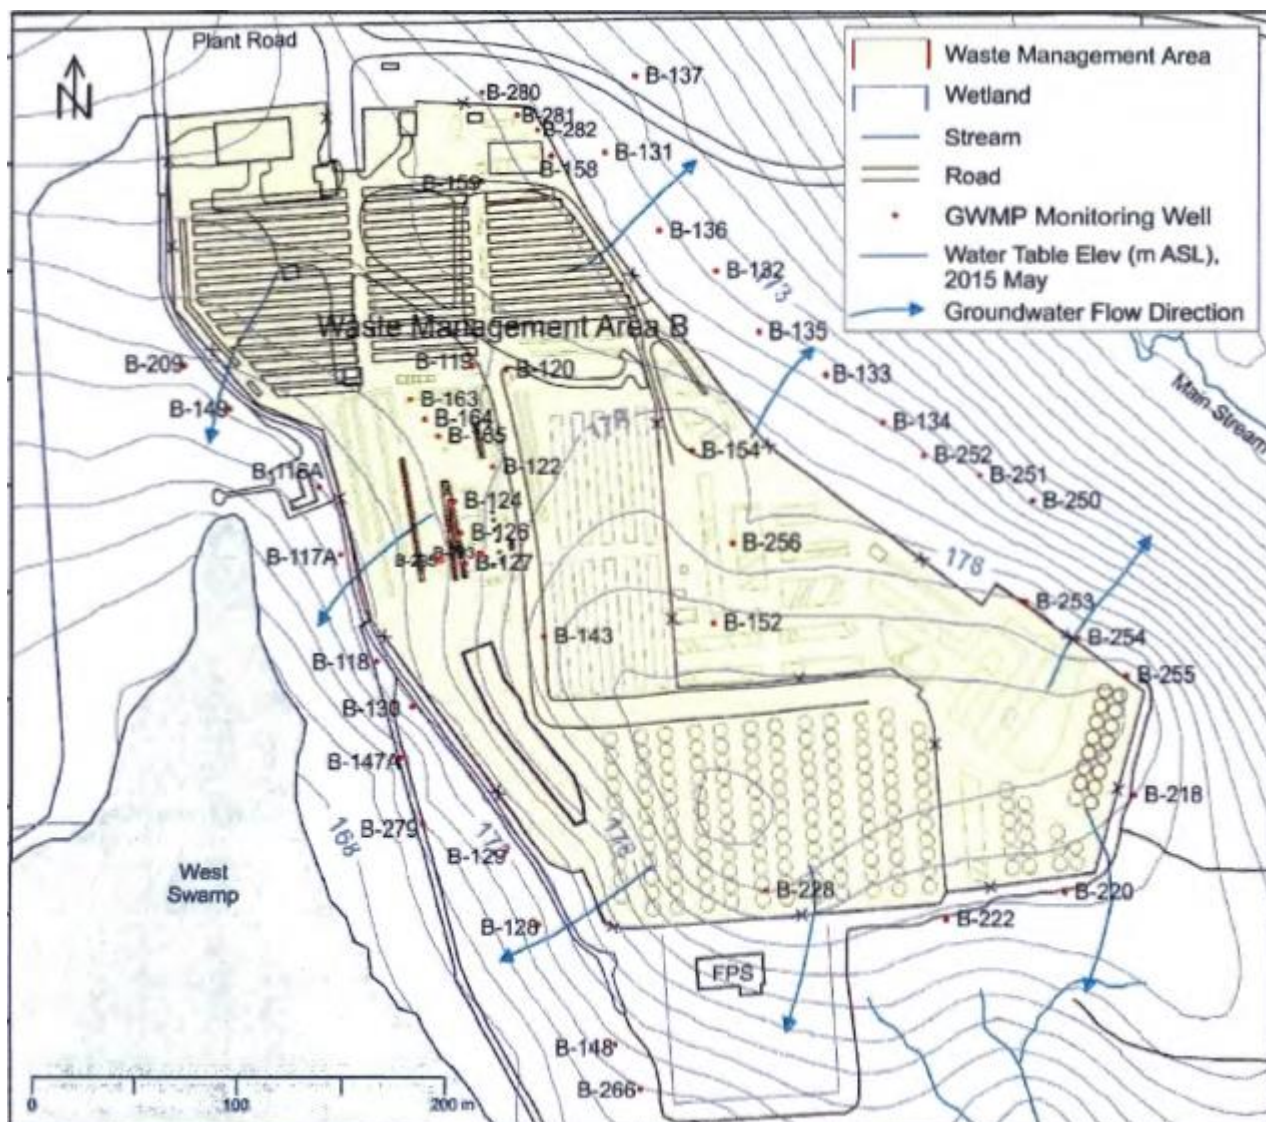 Plant Road
N
Waste Management Area
Wetland
Stream
Road
GWMP Monitoring Well
Water Table Elev (m ASL),
2015 May
Groundwater Flow Direction
B-137
B-280
B-281
B-282
B-131
B-158
B-159
B-136
B-132
173
B-135
Waste Management Area B
B-209
B-119
B-120
B-133
Main Stream
B-149
B-163
B-164
B-165
B-134
B-154
B-252
B-251
B-250
B-116A
B-122
B-124
B-126
B-127
B-256
178
B-117A
B-253
B-152
B-143
B-254
B-118
B-255
B-130
B-147A
B-218
B-279
168
B-129
178
West
Swamp
B-228
B-220
B-222
B-128
FPS
B-148
B-266
0
100
200 m